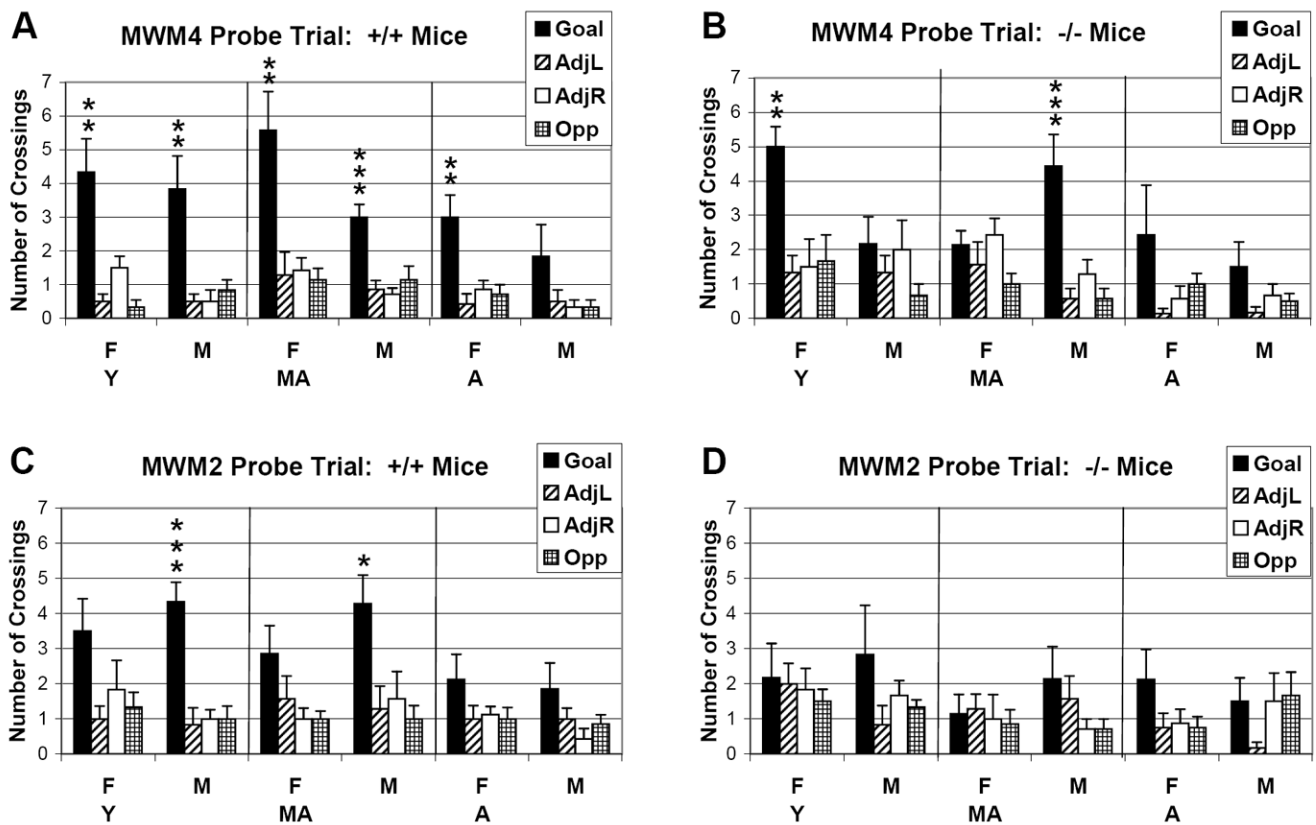 A
MWM4 Probe Trial: +/+ Mice
Goal
AdjL
AdjR
Opp
Number of Crossings
7
6
5
4
3
2
1
0
** ** ** *** **
F M F M F M
Y MA A
B
MWM4 Probe Trial: -/- Mice
Goal
AdjL
AdjR
Opp
Number of Crossings
7
6
5
4
3
2
1
0
** ***
F M F M F M
Y MA A
C
MWM2 Probe Trial: +/+ Mice
Goal
AdjL
AdjR
Opp
Number of Crossings
7
6
5
4
3
2
1
0
*** *
F M F M F M
Y MA A
D
MWM2 Probe Trial: -/- Mice
Goal
AdjL
AdjR
Opp
Number of Crossings
7
6
5
4
3
2
1
0
F M F M F M
Y MA A